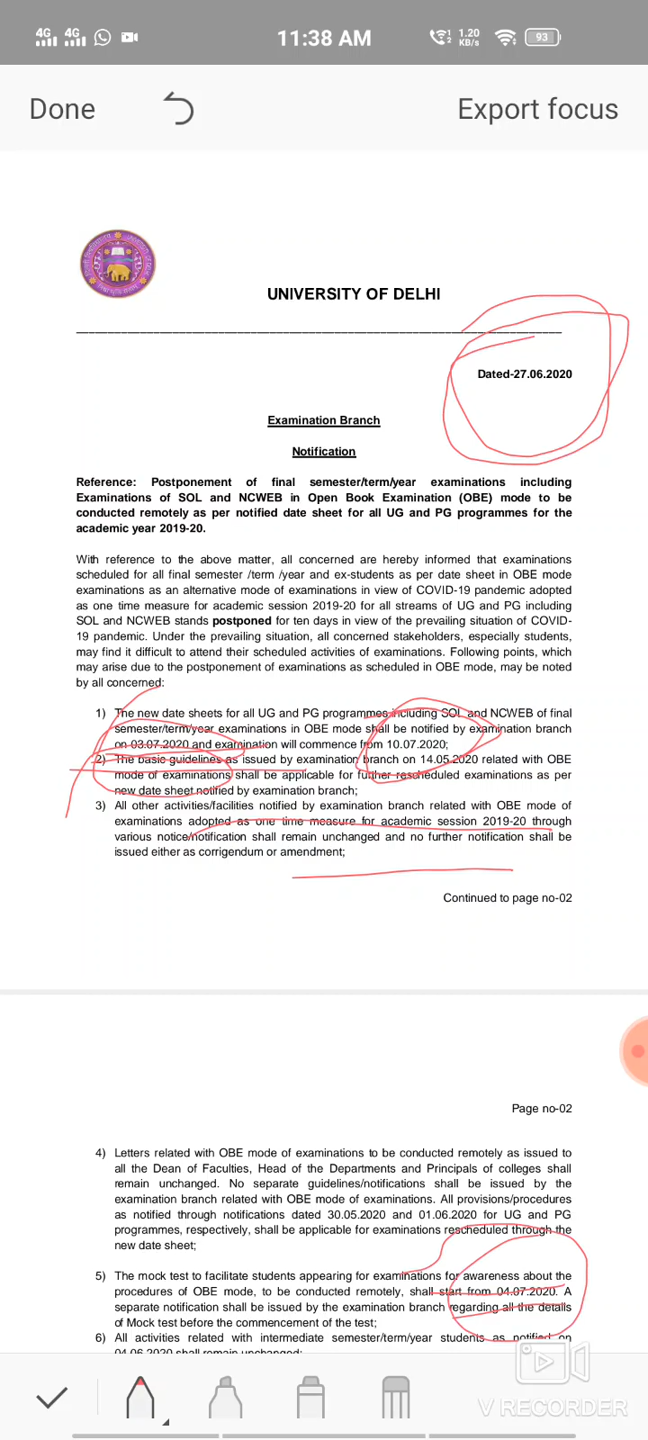 4G 4G 11:38 AM 1.20 KB/s 93
Done Export focus
UNIVERSITY OF DELHI
Dated-27.06.2020
Examination Branch
Notification
Reference: Postponement of final semester/term/year examinations including
Examinations of SOL and NCWEB in Open Book Examination (OBE) mode to be
conducted remotely as per notified date sheet for all UG and PG programmes for the
academic year 2019-20.
With reference to the above matter, all concerned are hereby informed that examinations
scheduled for all final semester /term /year and ex-students as per date sheet in OBE mode
examinations as an alternative mode of examinations in view of COVID-19 pandemic adopted
as one time measure for academic session 2019-20 for all streams of UG and PG including
SOL and NCWEB stands postponed for ten days in view of the prevailing situation of COVID-
19 pandemic. Under the prevailing situation, all concerned stakeholders, especially students,
may find it difficult to attend their scheduled activities of examinations. Following points, which
may arise due to the postponement of examinations as scheduled in OBE mode, may be noted
by all concerned:
1) The new date sheets for all UG and PG programmes including SOL and NCWEB of final
semester/term/year examinations in OBE mode shall be notified by examination branch
on 03.07.2020 and examination will commence from 10.07.2020;
2) The basic guidelines as issued by examination branch on 14.05.2020 related with OBE
mode of examinations shall be applicable for further rescheduled examinations as per
new date sheet notified by examination branch;
3) All other activities/facilities notified by examination branch related with OBE mode of
examinations adopted as one time measure for academic session 2019-20 through
various notice/notification shall remain unchanged and no further notification shall be
issued either as corrigendum or amendment;
Continued to page no-02
Page no-02
4) Letters related with OBE mode of examinations to be conducted remotely as issued to
all the Dean of Faculties, Head of the Departments and Principals of colleges shall
remain unchanged. No separate guidelines/notifications shall be issued by the
examination branch related with OBE mode of examinations. All provisions/procedures
as notified through notifications dated 30.05.2020 and 01.06.2020 for UG and PG
programmes, respectively, shall be applicable for examinations rescheduled through the
new date sheet;
5) The mock test to facilitate students appearing for examinations for awareness about the
procedures of OBE mode, to be conducted remotely, shall start from 04.07.2020. A
separate notification shall be issued by the examination branch regarding all the details
of Mock test before the commencement of the test;
6) All activities related with intermediate semester/term/year students as notified on
04.06.2020 shall remain unchanged;
V RECORDER